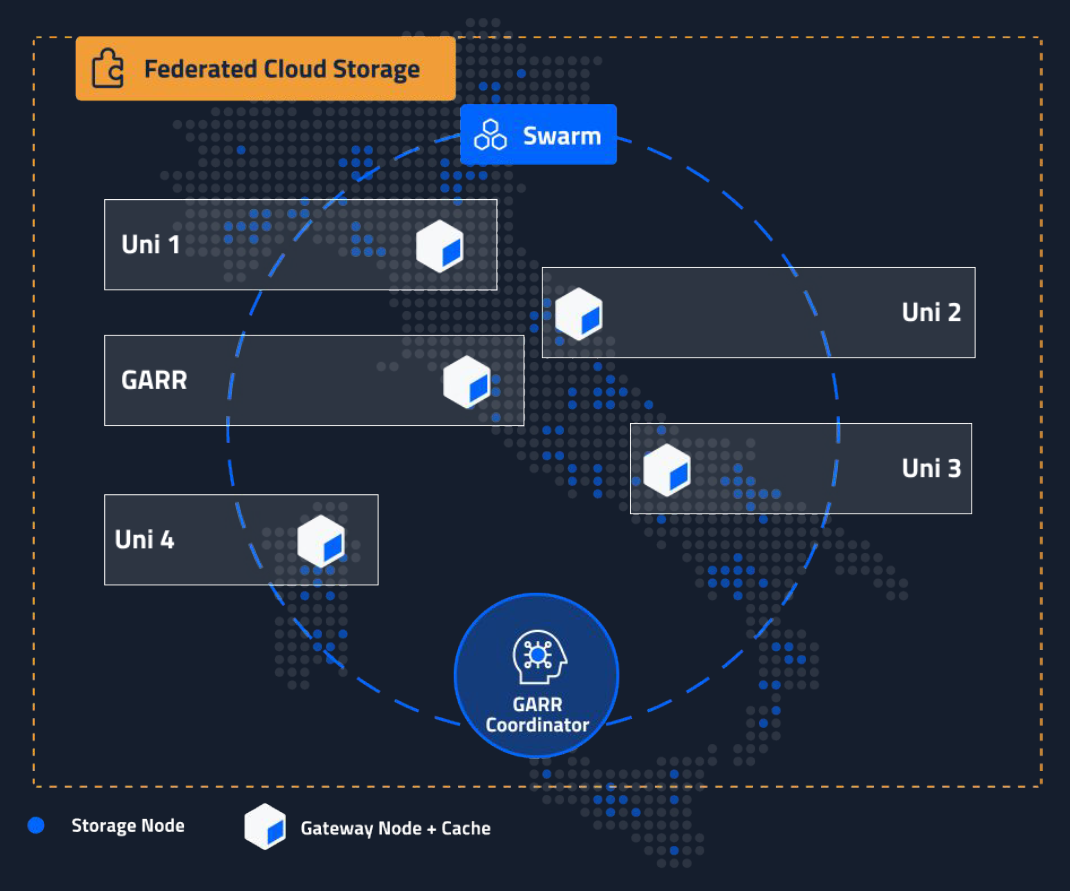 Federated Cloud Storage
Swarm
Uni 1
Uni 2
GARR
Uni 3
Uni 4
GARR
Coordinator
Storage Node
Gateway Node + Cache